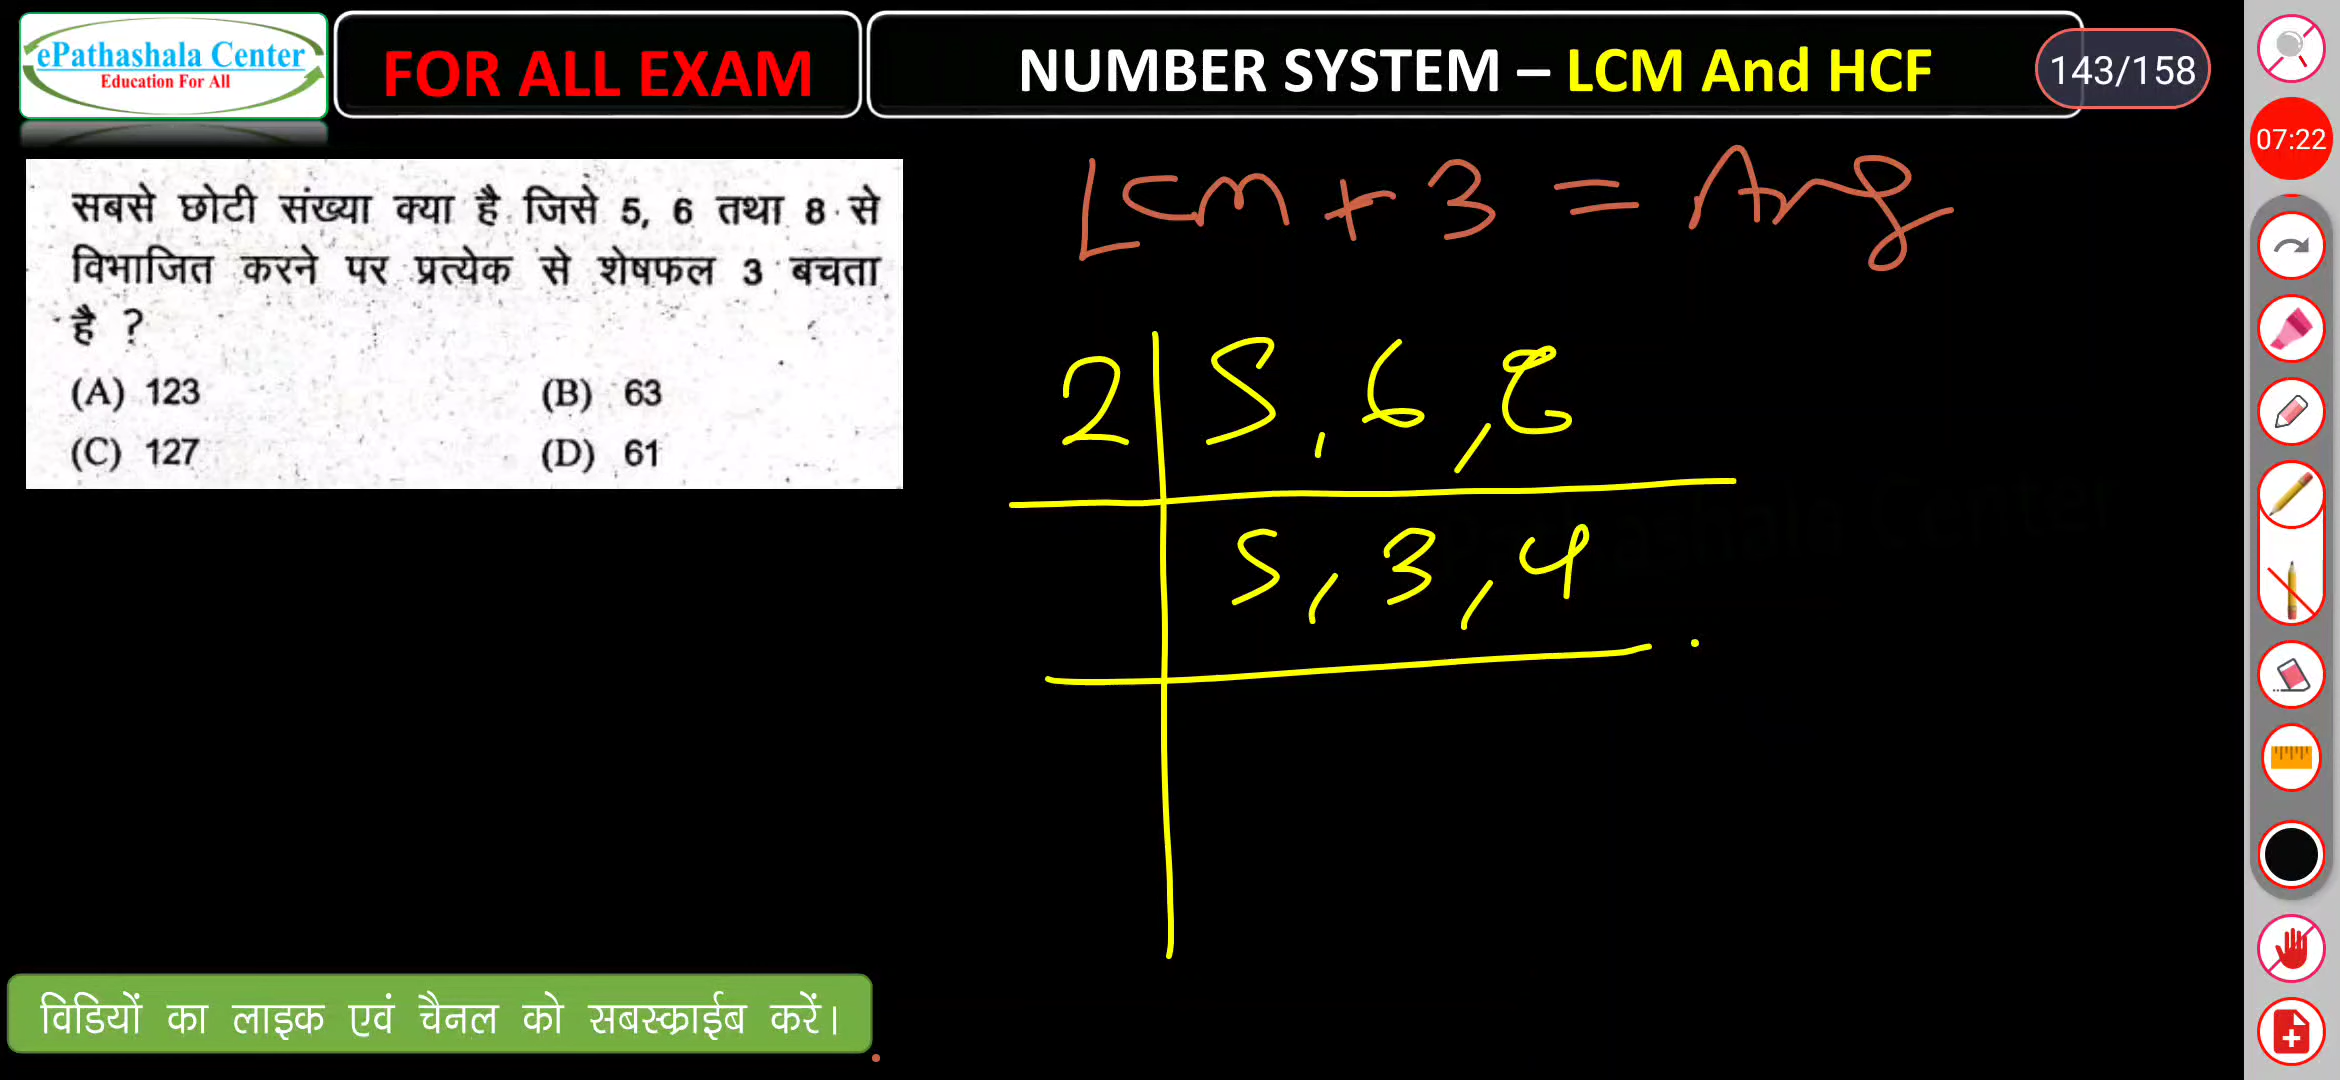 ePathashala Center
Education For All
FOR ALL EXAM
NUMBER SYSTEM – LCM And HCF
143/158
07:22
सबसे छोटी संख्या क्या है जिसे 5, 6 तथा 8 से
विभाजित करने पर प्रत्येक से शेषफल 3 बचता
है ?
(A) 123 (B) 63
(C) 127 (D) 61
LCM + 3 = Ans
2 5, 6, 8
5, 3, 4
विडियों का लाइक एवं चैनल को सबस्क्राईब करें।